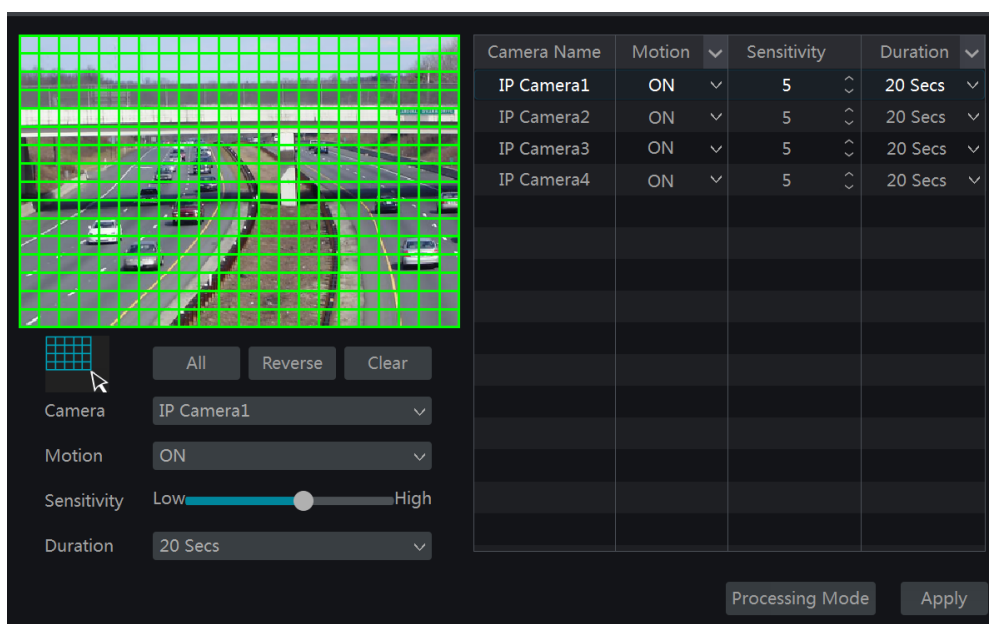 Camera Name Motion Sensitivity Duration
IP Camera1 ON 5 20 Secs
IP Camera2 ON 5 20 Secs
IP Camera3 ON 5 20 Secs
IP Camera4 ON 5 20 Secs
All Reverse Clear
Camera IP Camera1
Motion ON
Sensitivity Low High
Duration 20 Secs
Processing Mode Apply